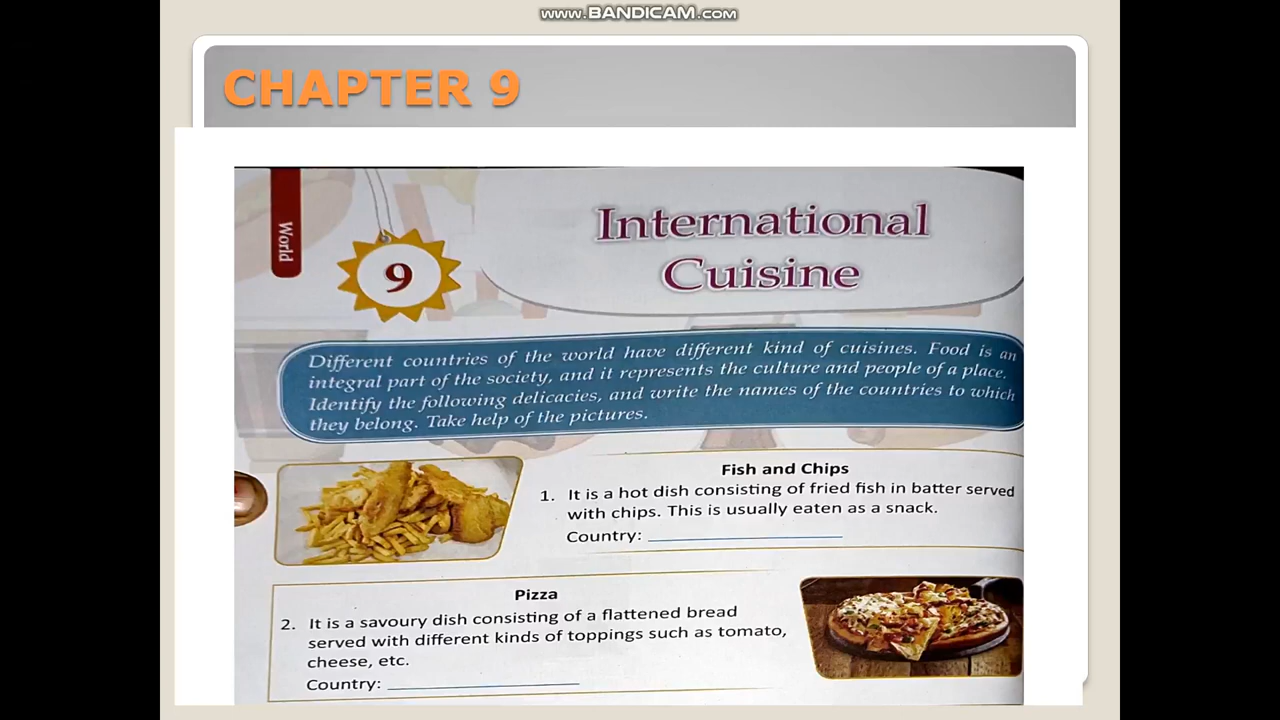 www.BANDICAM.com
CHAPTER 9
World
9
International
Cuisine
Different countries of the world have different kind of cuisines. Food is an
integral part of the society, and it represents the culture and people of a place.
Identify the following delicacies, and write the names of the countries to which
they belong. Take help of the pictures.
Fish and Chips
1. It is a hot dish consisting of fried fish in batter served
with chips. This is usually eaten as a snack.
Country:
Pizza
2. It is a savoury dish consisting of a flattened bread
served with different kinds of toppings such as tomato,
cheese, etc.
Country: